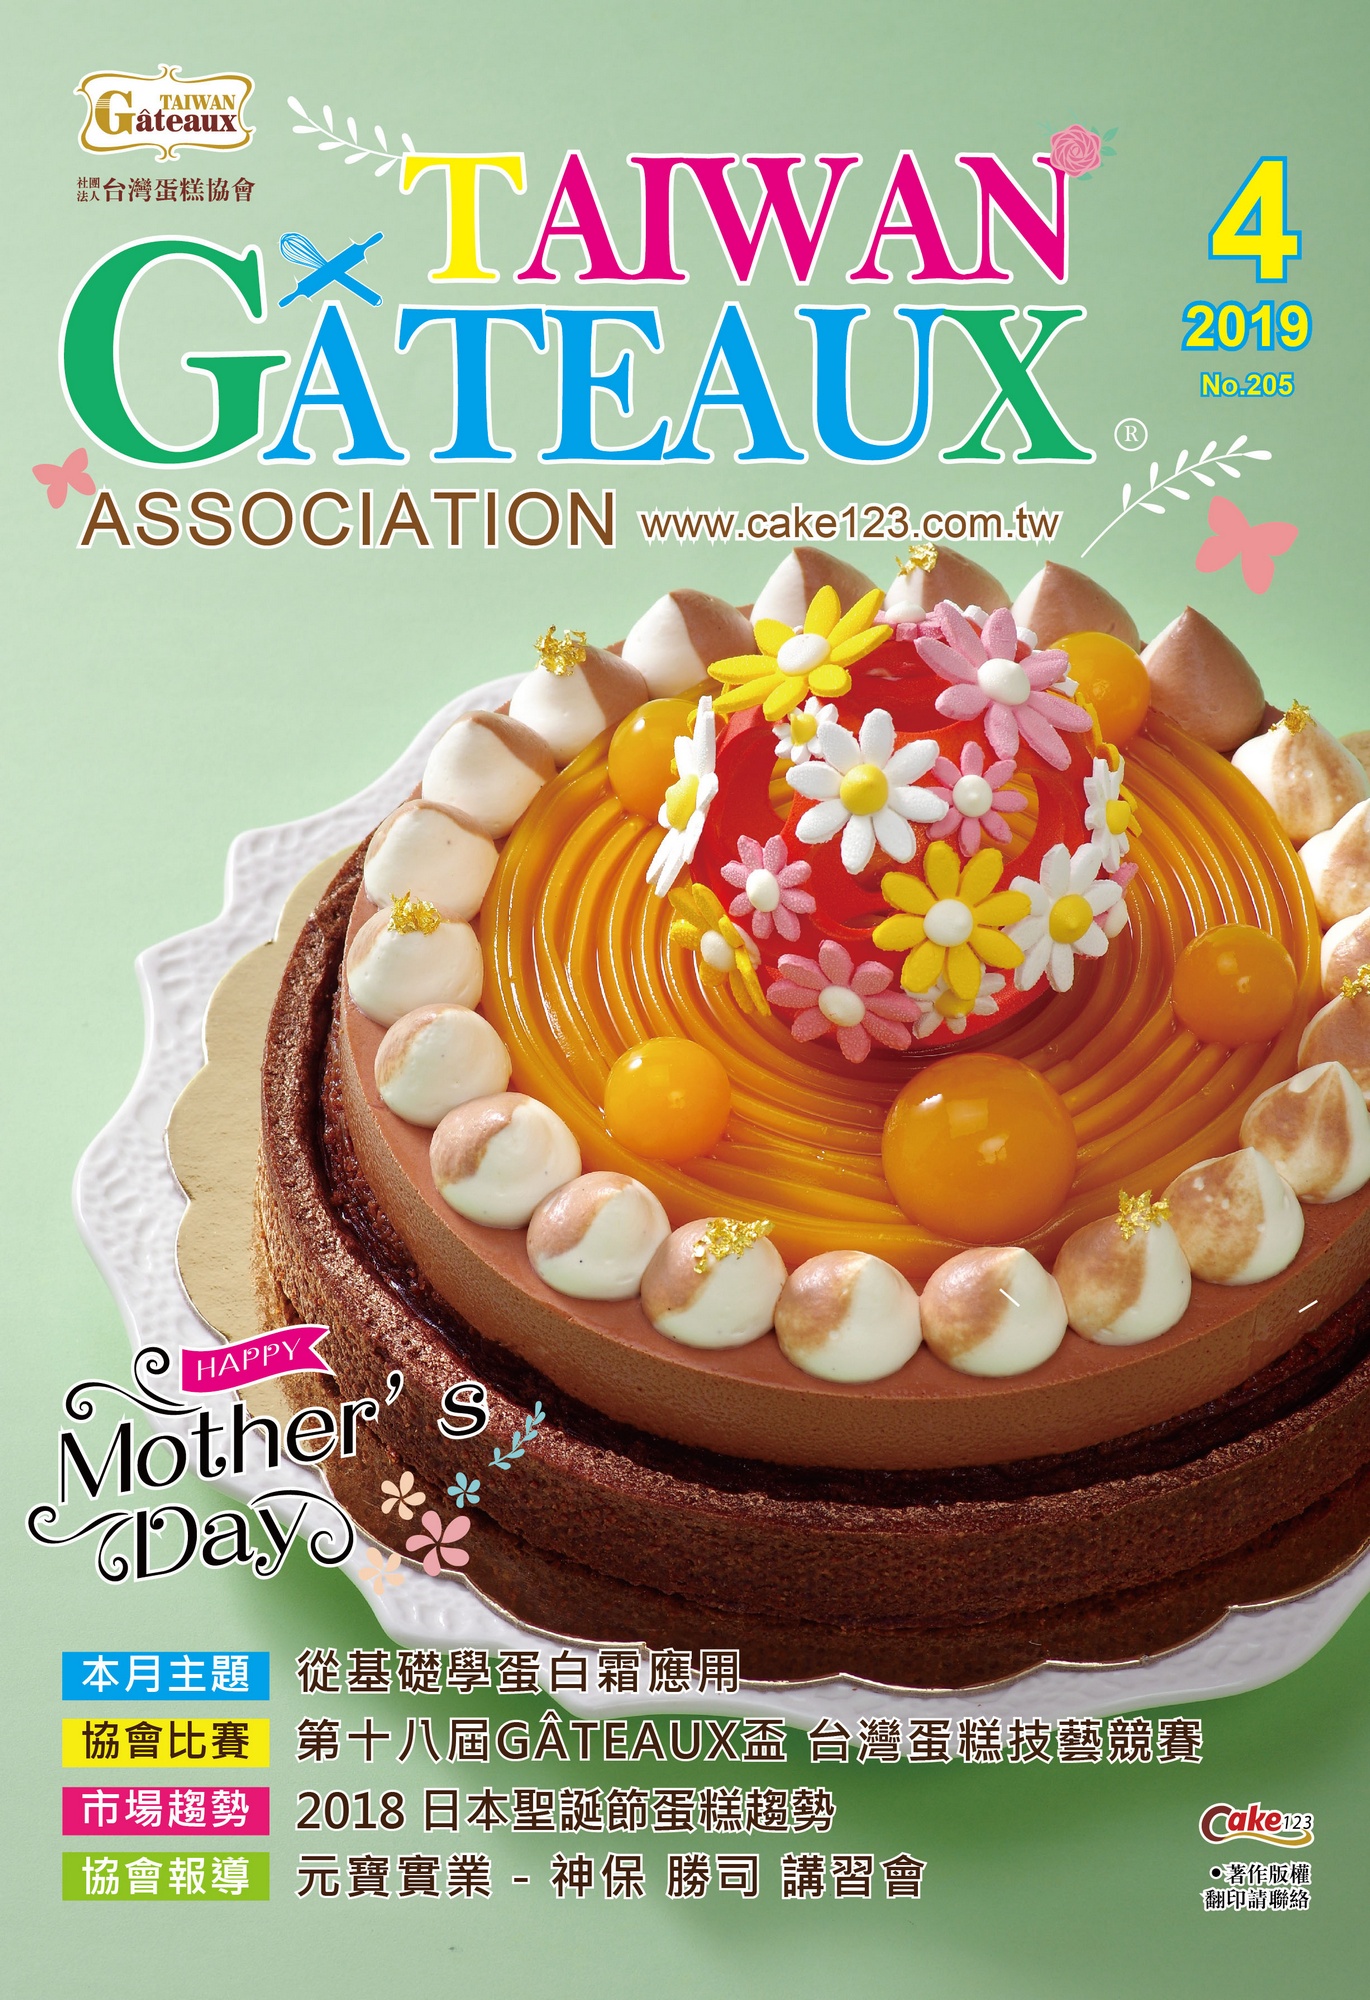 TAIWAN
Gâteaux
社團法人台灣蛋糕協會
TAIWAN
GÂTEAUX ®
ASSOCIATION www.cake123.com.tw
4
2019
No.205
HAPPY
Mother's
Day
本月主題 從基礎學蛋白霜應用
協會比賽 第十八屆GÂTEAUX盃 台灣蛋糕技藝競賽
市場趨勢 2018 日本聖誕節蛋糕趨勢
協會報導 元寶實業 - 神保 勝司 講習會
Cake123
•著作版權
翻印請聯絡